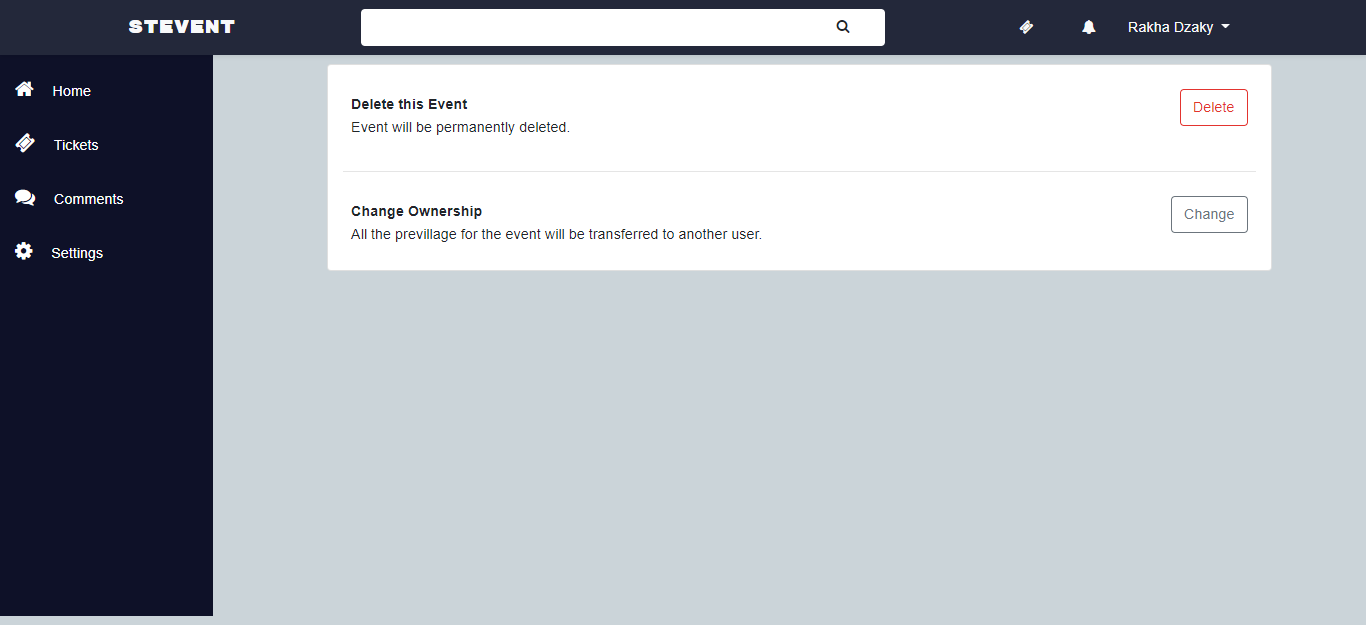 STEVENT
Rakha Dzaky
Home
Tickets
Comments
Settings
Delete this Event
Event will be permanently deleted.
Delete
Change Ownership
All the previllage for the event will be transferred to another user.
Change